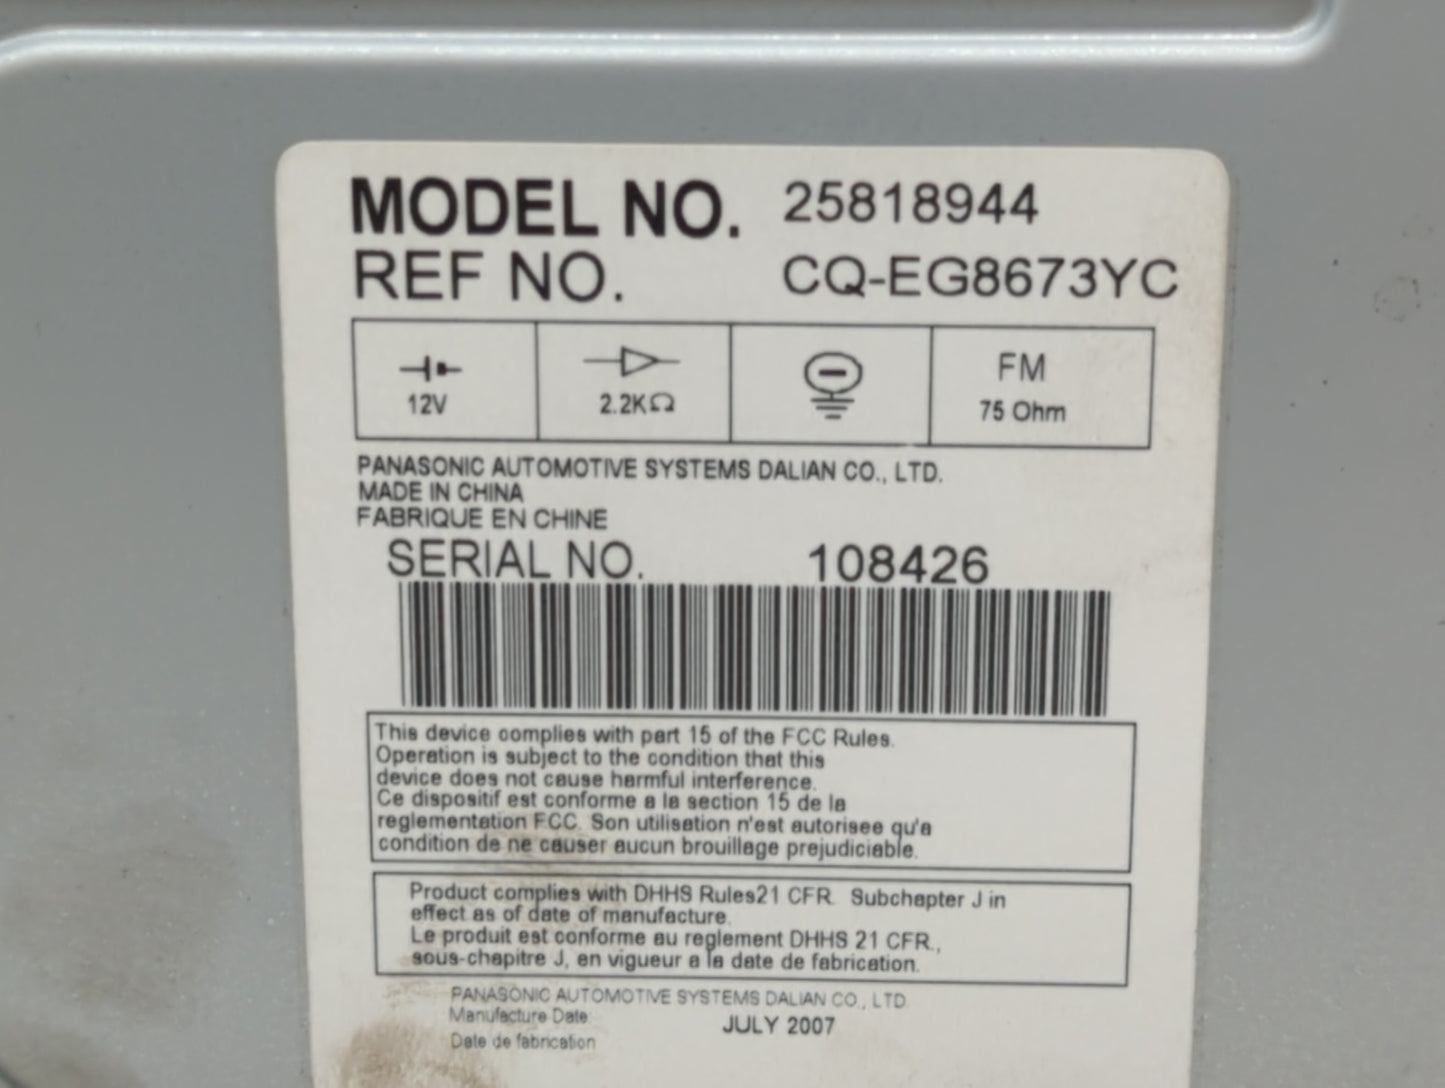 MODEL NO. 25818944
REF NO. CQ-EG8673YC
12V 2.2KΩ FM
75 Ohm
PANASONIC AUTOMOTIVE SYSTEMS DALIAN CO., LTD.
MADE IN CHINA
FABRIQUE EN CHINE
SERIAL NO. 108426
This device complies with part 15 of the FCC Rules.
Operation is subject to the condition that this
device does not cause harmful interference.
Ce dispositif est conforme a la section 15 de la
reglementation FCC. Son utilisation n'est autorisee qu'a
condition de ne causer aucun brouillage prejudiciable.
Product complies with DHHS Rules21 CFR. Subchapter J in
effect as of date of manufacture.
Le produit est conforme au reglement DHHS 21 CFR.,
sous-chapitre J, en vigueur a la date de fabrication.
PANASONIC AUTOMOTIVE SYSTEMS DALIAN CO., LTD
Manufacture Date JULY 2007
Date de fabrication